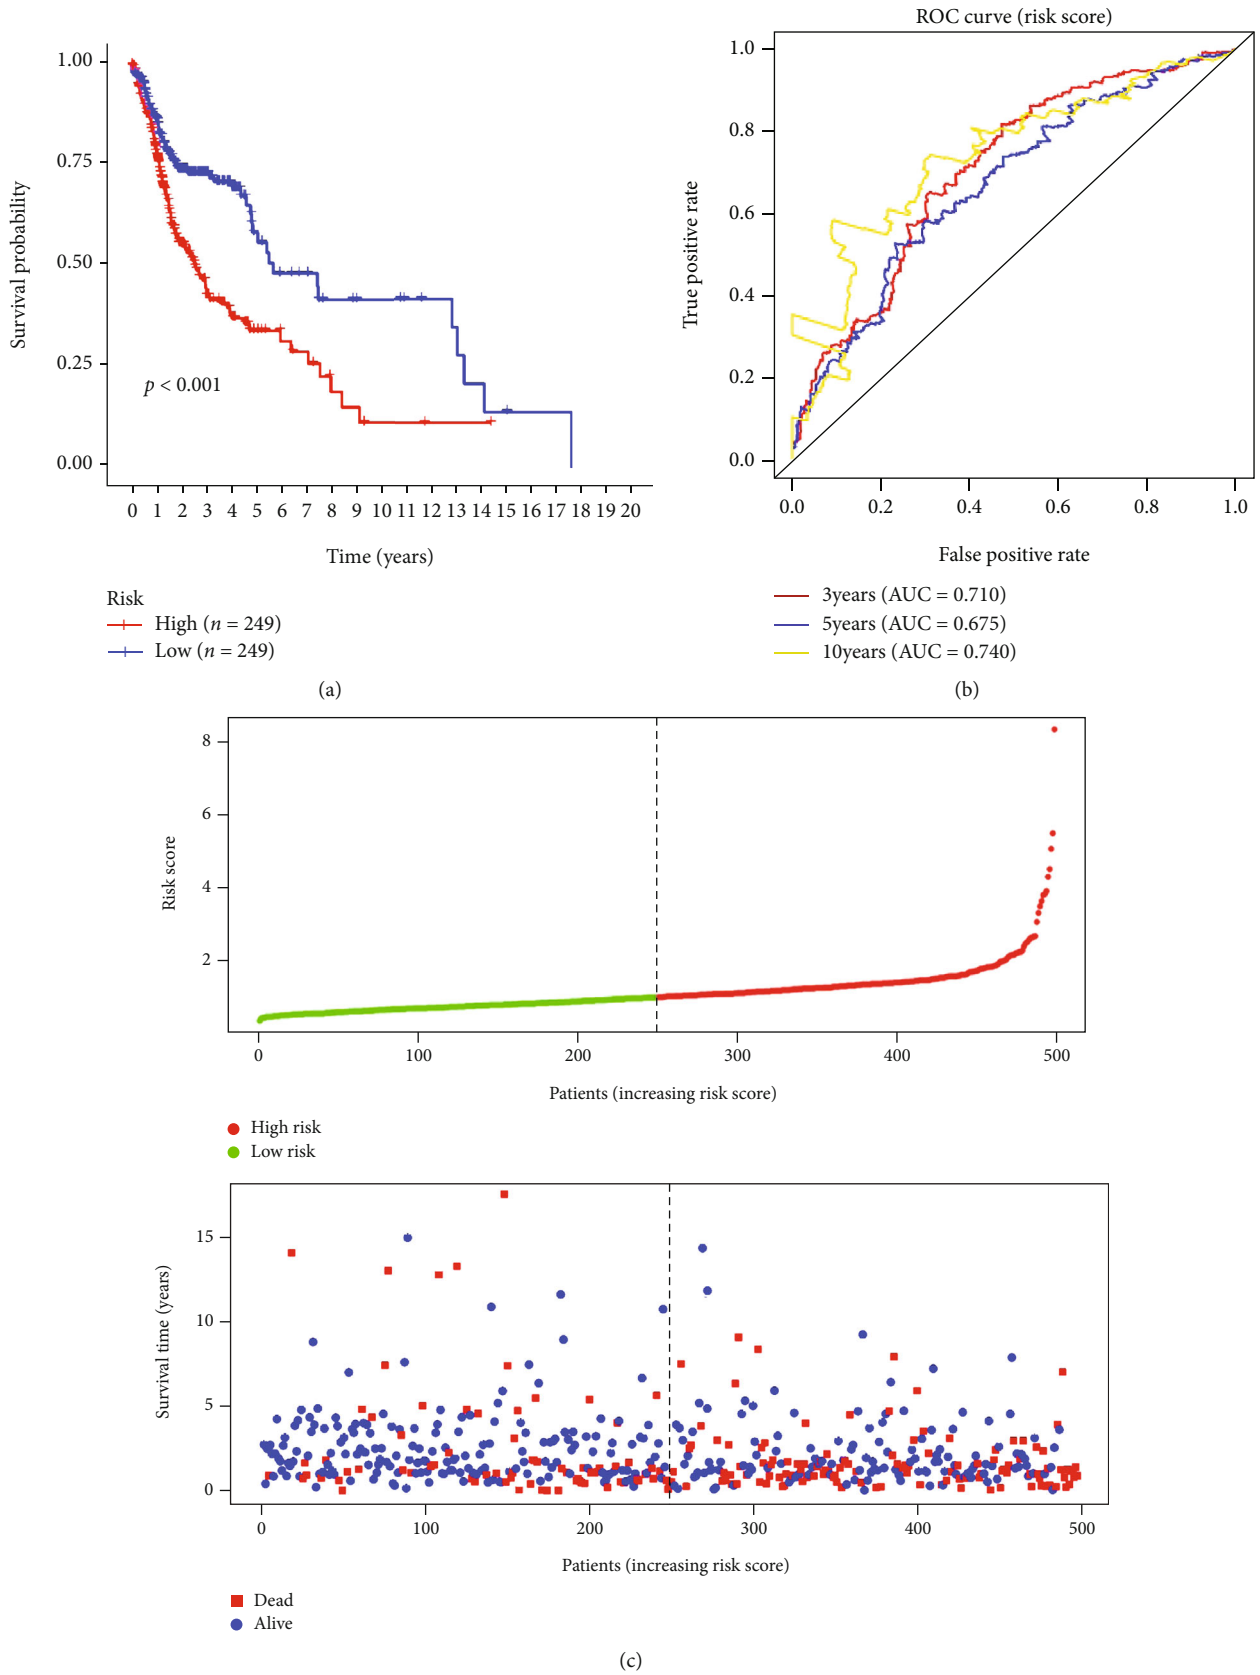 1.00
0.75
0.50
0.25
0.00
Survival probability
p < 0.001
0 1 2 3 4 5 6 7 8 9 10 11 12 13 14 15 16 17 18 19 20
Time (years)
Risk
High (n = 249)
Low (n = 249)
(a)
ROC curve (risk score)
1.0
0.8
0.6
0.4
0.2
0.0
True positive rate
0.0 0.2 0.4 0.6 0.8 1.0
False positive rate
3years (AUC = 0.710)
5years (AUC = 0.675)
10years (AUC = 0.740)
(b)
8
6
4
2
Risk score
0 100 200 300 400 500
Patients (increasing risk score)
High risk
Low risk
15
10
5
0
Survival time (years)
0 100 200 300 400 500
Patients (increasing risk score)
Dead
Alive
(c)